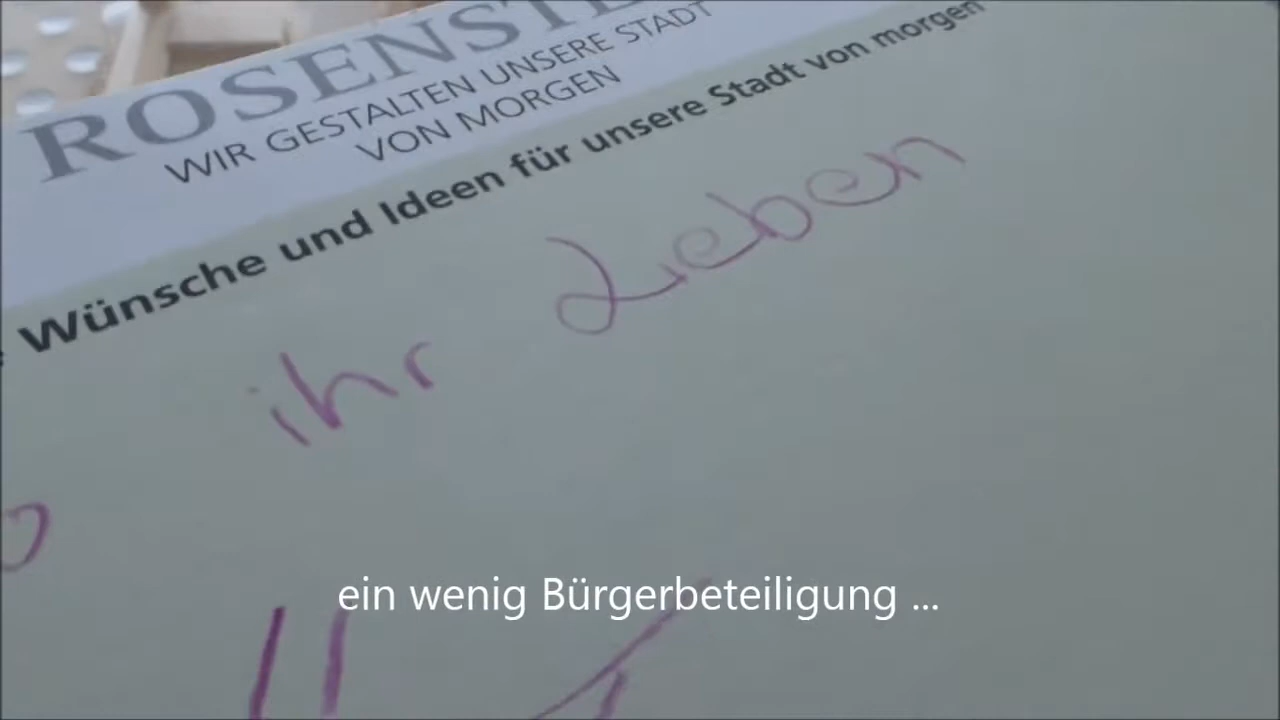 ROSENSTE
WIR GESTALTEN UNSERE STADT
VON MORGEN
Wünsche und Ideen für unsere Stadt von morgen
ihr Leben
ein wenig Bürgerbeteiligung ...